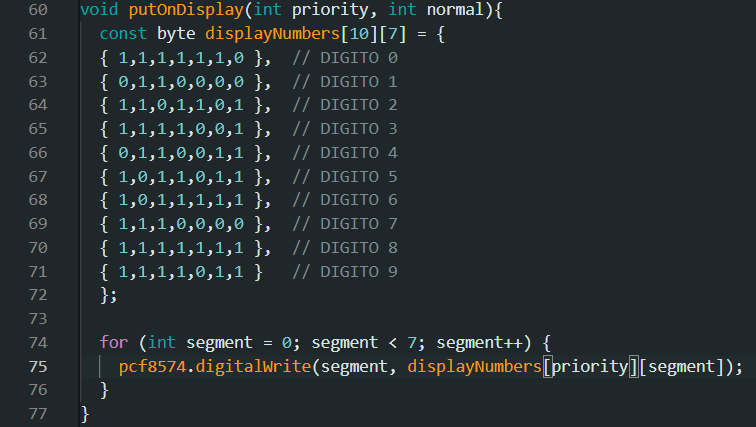 60 void putOnDisplay(int priority, int normal){
61   const byte displayNumbers[10][7] = {
62   { 1,1,1,1,1,1,0 },  // DIGITO 0
63   { 0,1,1,0,0,0,0 },  // DIGITO 1
64   { 1,1,0,1,1,0,1 },  // DIGITO 2
65   { 1,1,1,1,0,0,1 },  // DIGITO 3
66   { 0,1,1,0,0,1,1 },  // DIGITO 4
67   { 1,0,1,1,0,1,1 },  // DIGITO 5
68   { 1,0,1,1,1,1,1 },  // DIGITO 6
69   { 1,1,1,0,0,0,0 },  // DIGITO 7
70   { 1,1,1,1,1,1,1 },  // DIGITO 8
71   { 1,1,1,1,0,1,1 }   // DIGITO 9
72   };
73
74   for (int segment = 0; segment < 7; segment++) {
75     pcf8574.digitalWrite(segment, displayNumbers[priority][segment]);
76   }
77 }